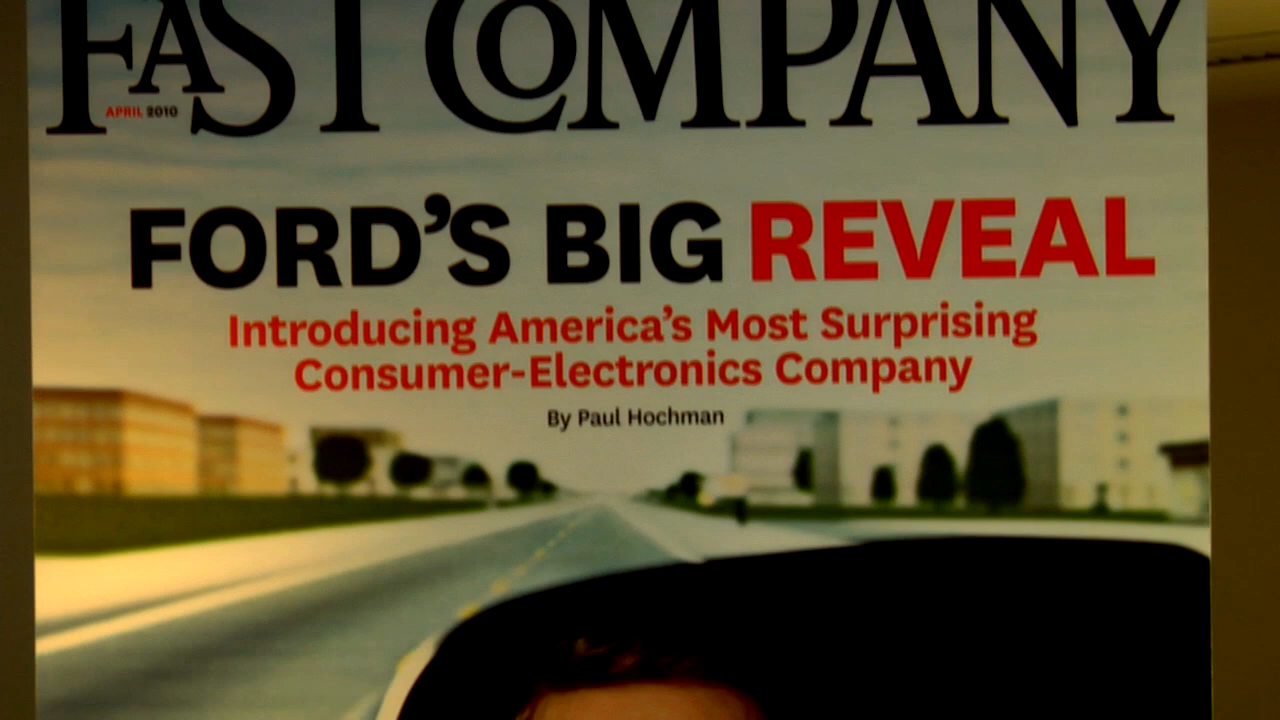 FAST COMPANY
APRIL 2010
FORD'S BIG REVEAL
Introducing America's Most Surprising
Consumer-Electronics Company
By Paul Hochman